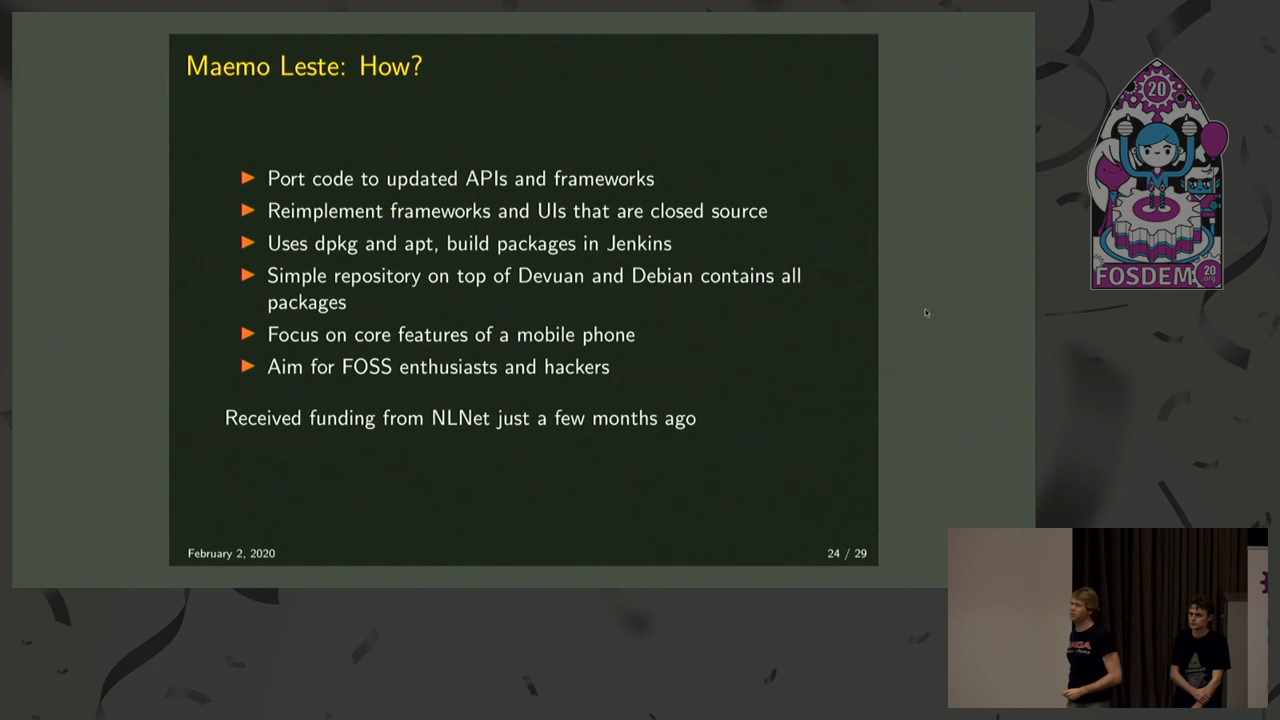 Maemo Leste: How?
Port code to updated APIs and frameworks
Reimplement frameworks and UIs that are closed source
Uses dpkg and apt, build packages in Jenkins
Simple repository on top of Devuan and Debian contains all
packages
Focus on core features of a mobile phone
Aim for FOSS enthusiasts and hackers
Received funding from NLNet just a few months ago
February 2, 2020
24 / 29
20
FOSDEM
20
.org